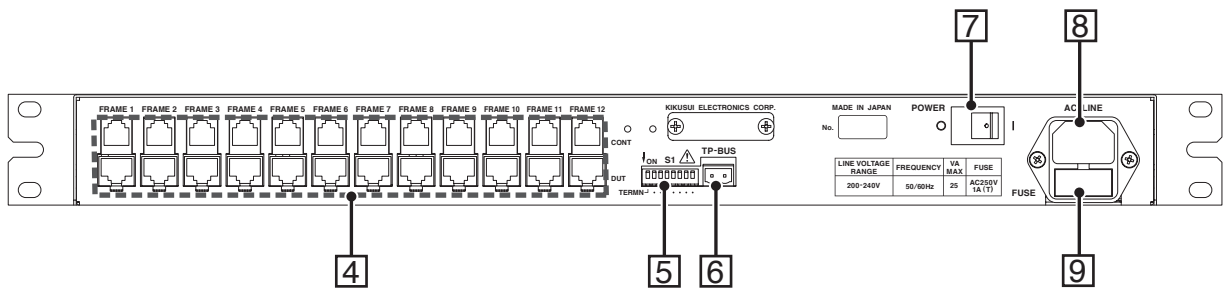 7
8
FRAME 1 FRAME 2 FRAME 3 FRAME 4 FRAME 5 FRAME 6 FRAME 7 FRAME 8 FRAME 9 FRAME 10 FRAME 11 FRAME 12
CONT
DUT
KIKUSUI ELECTRONICS CORP.
ON S1
TP-BUS
TERMN
MADE IN JAPAN
No.
POWER
I
AC LINE
LINE VOLTAGE RANGE FREQUENCY VA MAX FUSE
200-240V 50/60Hz 25 AC250V 1A (T)
FUSE
4
5
6
9